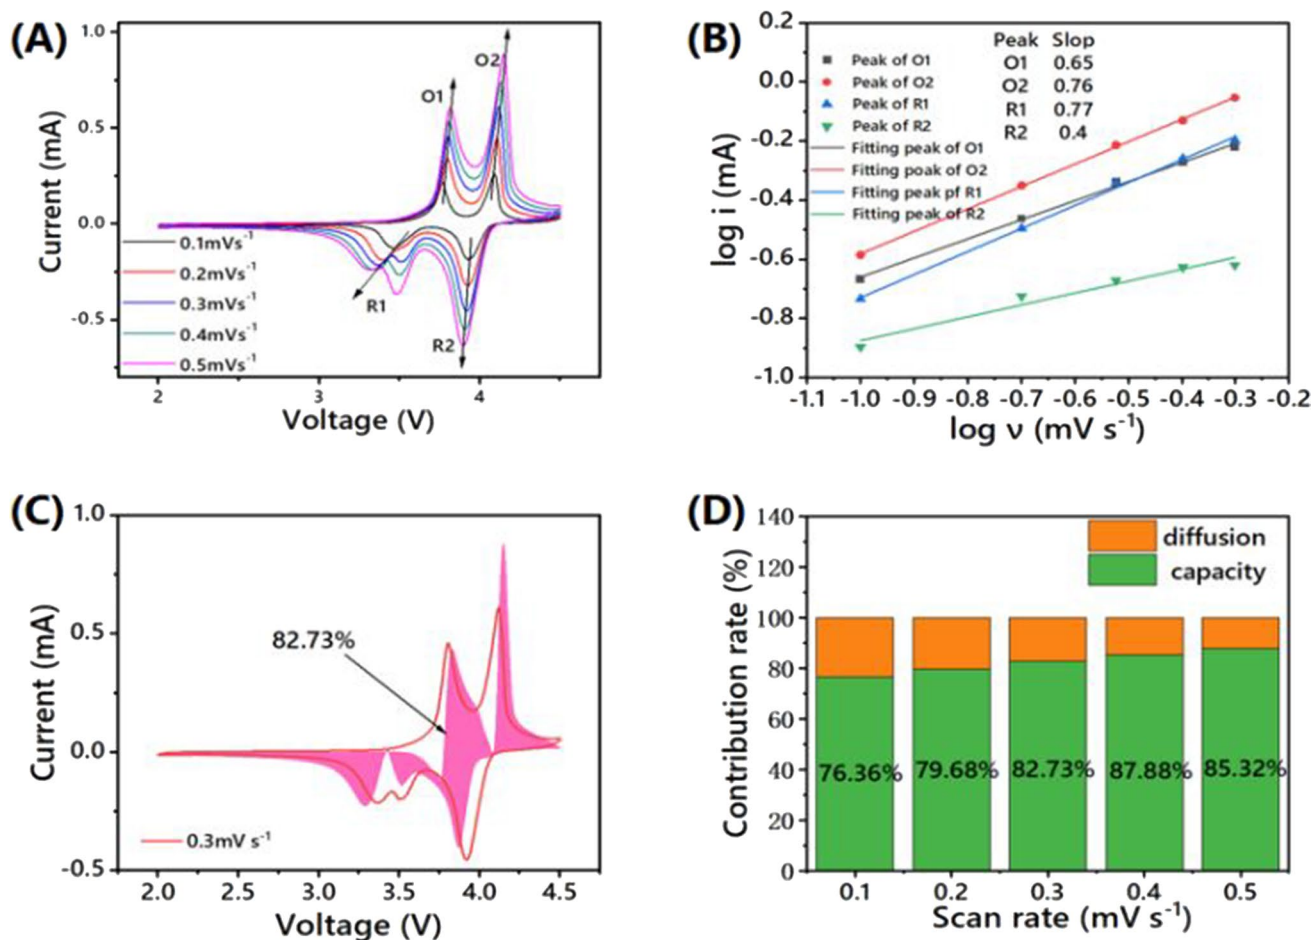 (A)
1.0
0.5
0.0
-0.5
Current (mA)
O1
O2
R1
R2
0.1mVs-1
0.2mVs-1
0.3mVs-1
0.4mVs-1
0.5mVs-1
2 3 4
Voltage (V)
(B)
0.2
0.0
-0.2
-0.4
-0.6
-0.8
-1.0
log i (mA)
Peak Slop
O1 0.65
O2 0.76
R1 0.77
R2 0.4
Peak of O1
Peak of O2
Peak of R1
Peak of R2
Fitting peak of O1
Fitting poak of O2
Fitting peak pf R1
Fitting peak of R2
-1.1 -1.0 -0.9 -0.8 -0.7 -0.6 -0.5 -0.4 -0.3 -0.2
log ν (mV s-1)
(C)
1.0
0.5
0.0
-0.5
Current (mA)
82.73%
0.3mV s-1
2.0 2.5 3.0 3.5 4.0 4.5
Voltage (V)
(D)
140
120
100
80
60
40
20
0
Contribution rate (%)
diffusion
capacity
76.36% 79.68% 82.73% 87.88% 85.32%
0.1 0.2 0.3 0.4 0.5
Scan rate (mV s-1)